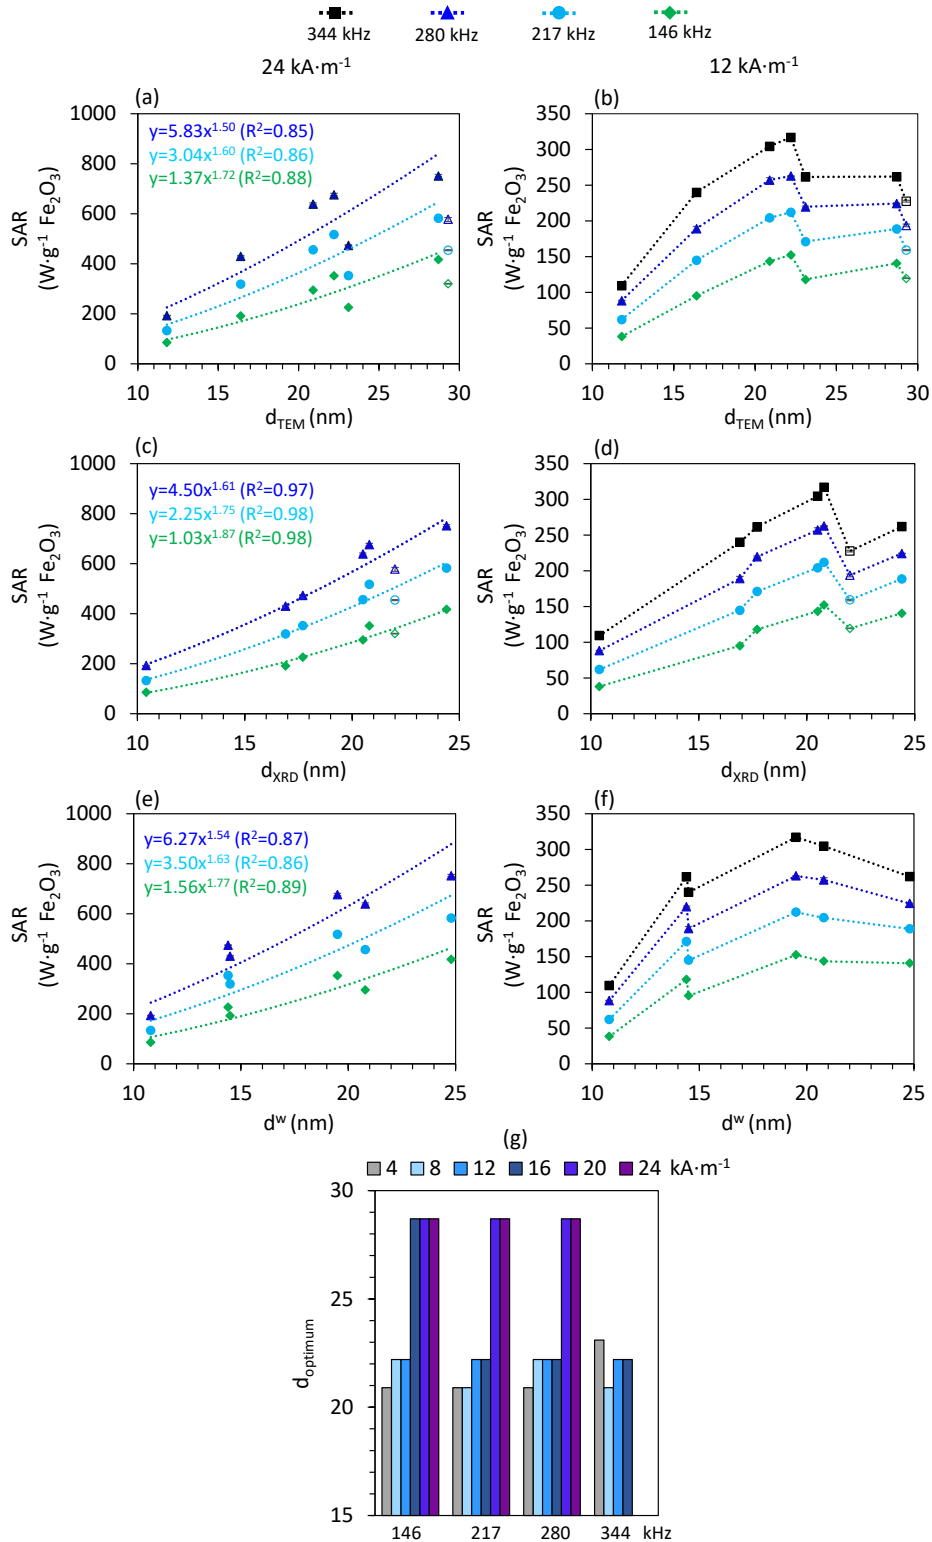 344 kHz 280 kHz 217 kHz 146 kHz
24 kA·m⁻¹ 12 kA·m⁻¹
(a)
SAR
(W·g⁻¹ Fe₂O₃)
1000
800
600
400
200
0
y=5.83x¹·⁵⁰ (R²=0.85)
y=3.04x¹·⁶⁰ (R²=0.86)
y=1.37x¹·⁷² (R²=0.88)
10 15 20 25 30
d_TEM (nm)
(b)
SAR
(W·g⁻¹ Fe₂O₃)
350
300
250
200
150
100
50
0
10 15 20 25 30
d_TEM (nm)
(c)
SAR
(W·g⁻¹ Fe₂O₃)
1000
800
600
400
200
0
y=4.50x¹·⁶¹ (R²=0.97)
y=2.25x¹·⁷⁵ (R²=0.98)
y=1.03x¹·⁸⁷ (R²=0.98)
10 15 20 25
d_XRD (nm)
(d)
SAR
(W·g⁻¹ Fe₂O₃)
350
300
250
200
150
100
50
0
10 15 20 25
d_XRD (nm)
(e)
SAR
(W·g⁻¹ Fe₂O₃)
1000
800
600
400
200
0
y=6.27x¹·⁵⁴ (R²=0.87)
y=3.50x¹·⁶³ (R²=0.86)
y=1.56x¹·⁷⁷ (R²=0.89)
10 15 20 25
dʷ (nm)
(f)
SAR
(W·g⁻¹ Fe₂O₃)
350
300
250
200
150
100
50
0
10 15 20 25
dʷ (nm)
(g)
4 8 12 16 20 24 kA·m⁻¹
d_optimum
30
25
20
15
146 217 280 344 kHz